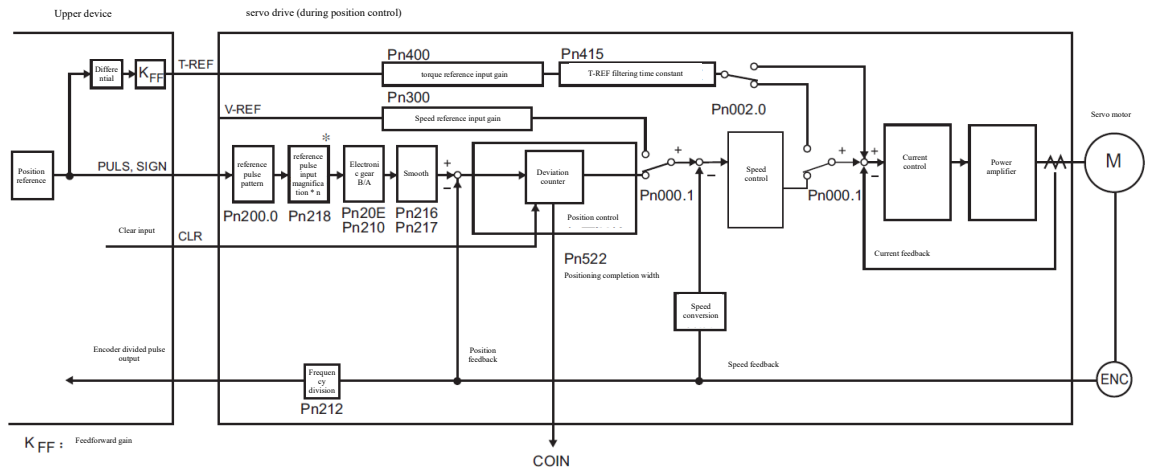 Upper device
servo drive (during position control)
Differe
ntial
KFF
T-REF
Pn400
torque reference input gain
Pn415
T-REF filtering time constant
Pn002.0
V-REF
Pn300
Speed reference input gain
Servo motor
M
Position
reference
PULS, SIGN
reference
pulse
pattern
Pn200.0
*
reference
pulse
input
magnifica
tion * n
Pn218
Electroni
c gear
B/A
Pn20E
Pn210
Smooth
Pn216
Pn217
+
−
Deviation
counter
Position control
Pn000.1
+
−
Speed
control
Pn000.1
+
+
−
Current
control
Power
amplifier
Clear input
CLR
Pn522
Positioning completion width
Current feedback
Speed
conversion
Encoder divided pulse
output
Frequen
cy
division
Pn212
Position
feedback
Speed feedback
ENC
KFF :
Feedforward gain
COIN